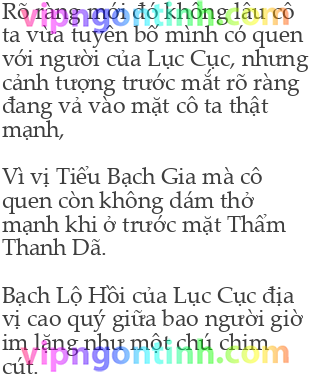 Rõ ràng mới đó không lâu cô
ta vừa tuyên bố mình có quen
với người của Lục Cục, nhưng
cảnh tượng trước mắt rõ ràng
đang vả vào mặt cô ta thật
mạnh,
Vì vị Tiểu Bạch Gia mà cô
quen còn không dám thở
mạnh khi ở trước mặt Thẩm
Thanh Dã.
Bạch Lộ Hồi của Lục Cục địa
vị cao quý giữa bao người giờ
im lặng như một chú chim
cút.
vipngontinh.com
vipngontinh.com